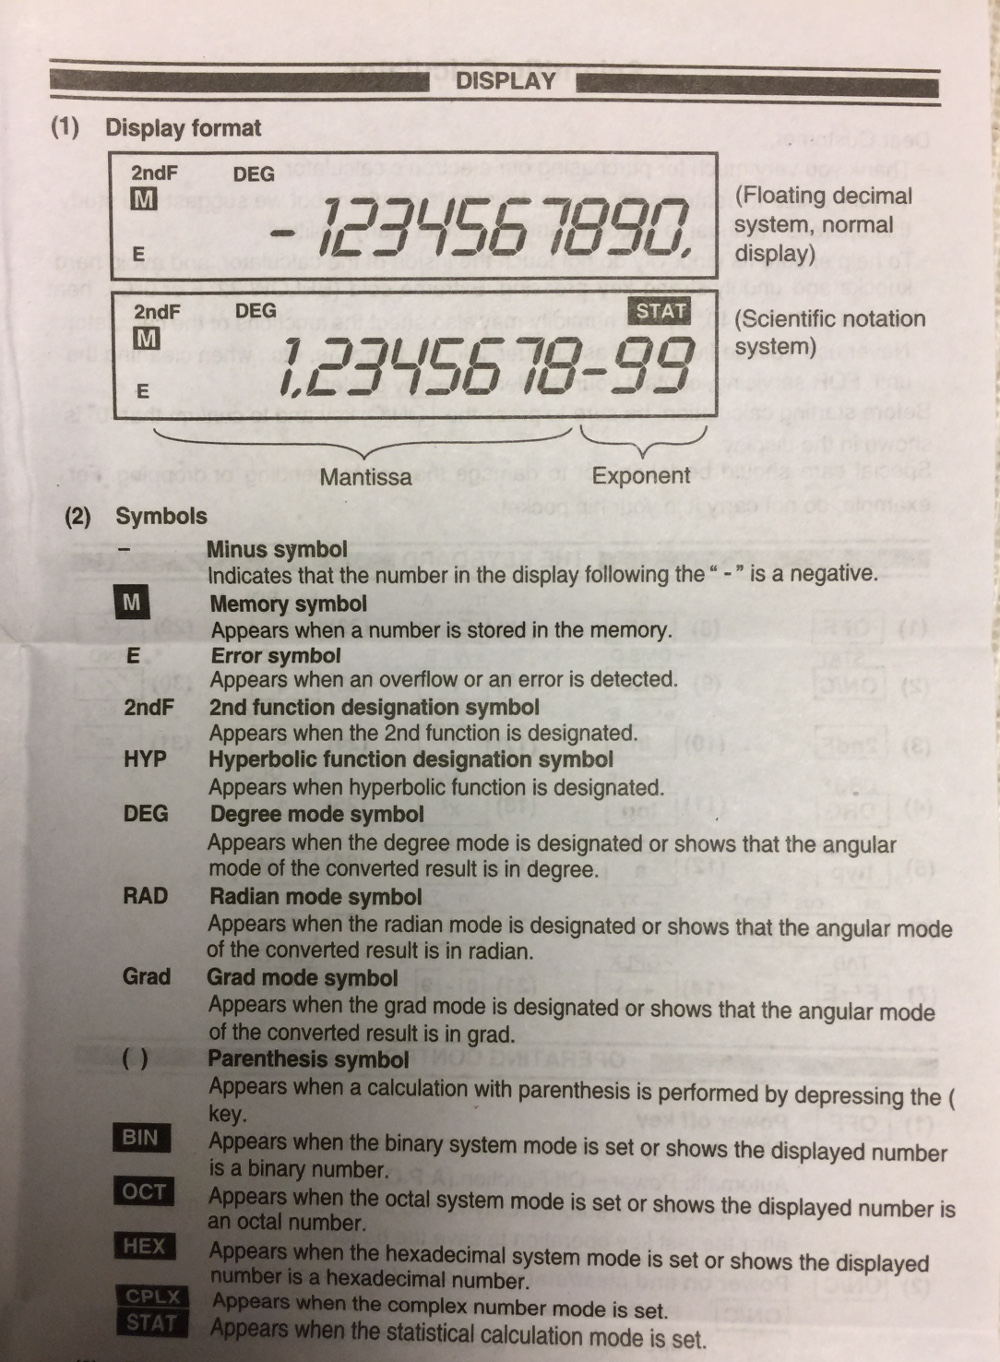 DISPLAY
(1) Display format
2ndF DEG
M
E -1234567890.
(Floating decimal
system, normal
display)
2ndF DEG STAT
M
E 1.2345678-99
(Scientific notation
system)
Mantissa Exponent
(2) Symbols
– Minus symbol
Indicates that the number in the display following the “ - ” is a negative.
M Memory symbol
Appears when a number is stored in the memory.
E Error symbol
Appears when an overflow or an error is detected.
2ndF 2nd function designation symbol
Appears when the 2nd function is designated.
HYP Hyperbolic function designation symbol
Appears when hyperbolic function is designated.
DEG Degree mode symbol
Appears when the degree mode is designated or shows that the angular
mode of the converted result is in degree.
RAD Radian mode symbol
Appears when the radian mode is designated or shows that the angular mode
of the converted result is in radian.
Grad Grad mode symbol
Appears when the grad mode is designated or shows that the angular mode
of the converted result is in grad.
( ) Parenthesis symbol
Appears when a calculation with parenthesis is performed by depressing the (
key.
BIN Appears when the binary system mode is set or shows the displayed number
is a binary number.
OCT Appears when the octal system mode is set or shows the displayed number is
an octal number.
HEX Appears when the hexadecimal system mode is set or shows the displayed
number is a hexadecimal number.
CPLX Appears when the complex number mode is set.
STAT Appears when the statistical calculation mode is set.